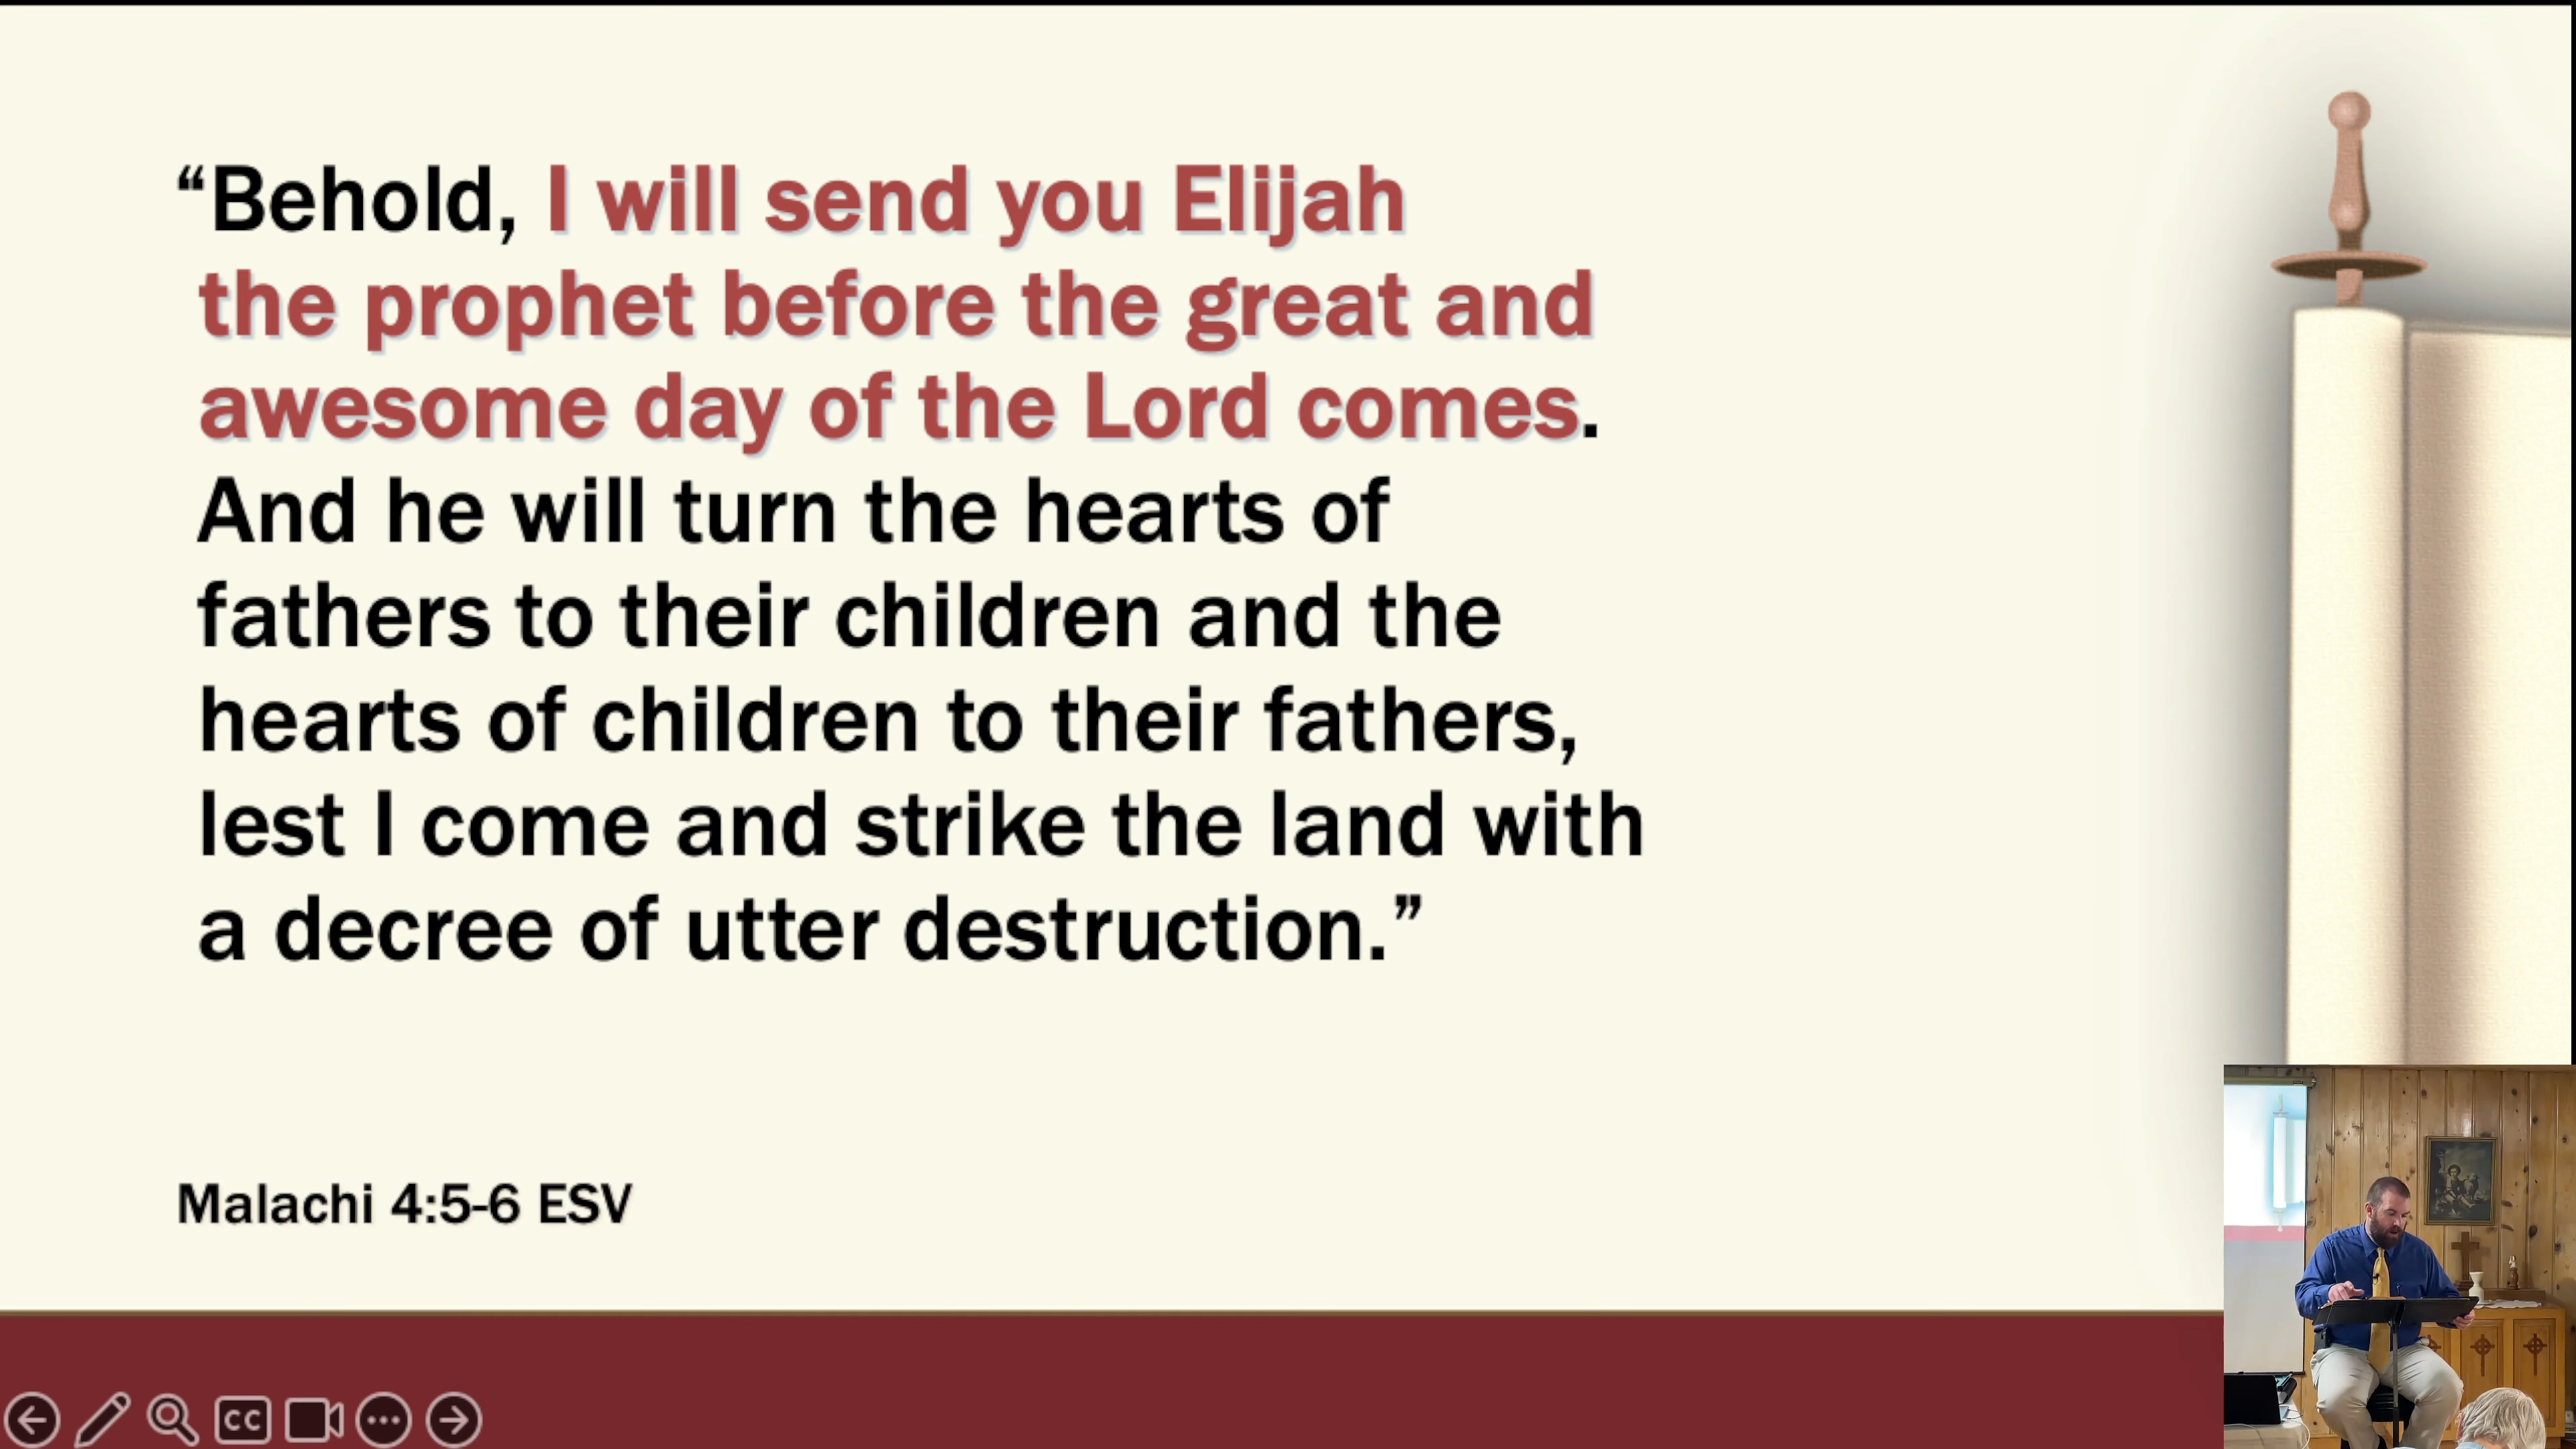 “Behold, I will send you Elijah
the prophet before the great and
awesome day of the Lord comes.
And he will turn the hearts of
fathers to their children and the
hearts of children to their fathers,
lest I come and strike the land with
a decree of utter destruction.”
Malachi 4:5-6 ESV
CC